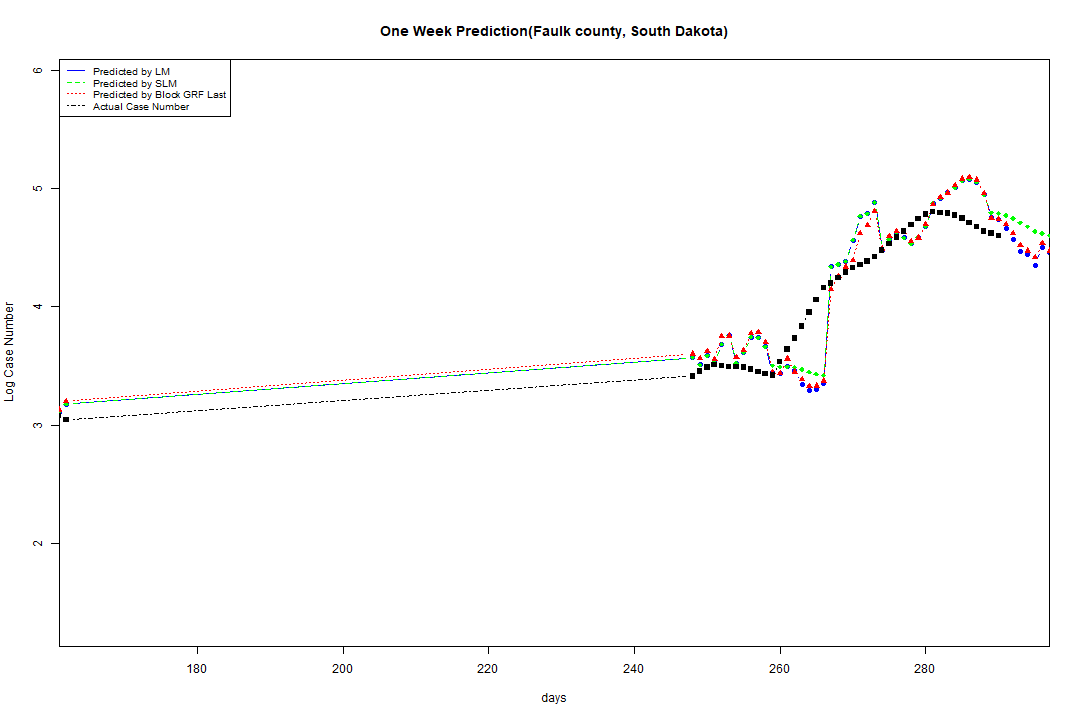 One Week Prediction(Faulk county, South Dakota)
Predicted by LM
Predicted by SLM
Predicted by Block GRF Last
Actual Case Number
6
5
4
3
2
Log Case Number
180 200 220 240 260 280
days